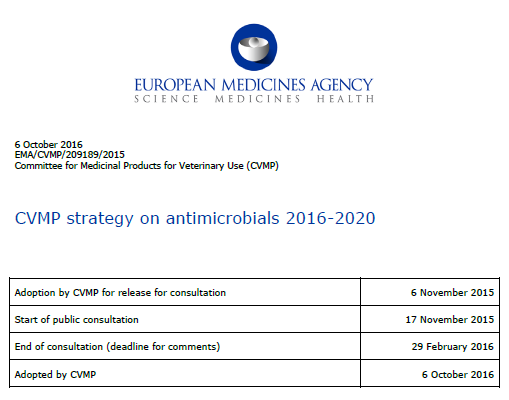 EUROPEAN MEDICINES AGENCY
SCIENCE MEDICINES HEALTH
6 October 2016
EMA/CVMP/209189/2015
Committee for Medicinal Products for Veterinary Use (CVMP)
CVMP strategy on antimicrobials 2016-2020
Adoption by CVMP for release for consultation 6 November 2015
Start of public consultation 17 November 2015
End of consultation (deadline for comments) 29 February 2016
Adopted by CVMP 6 October 2016